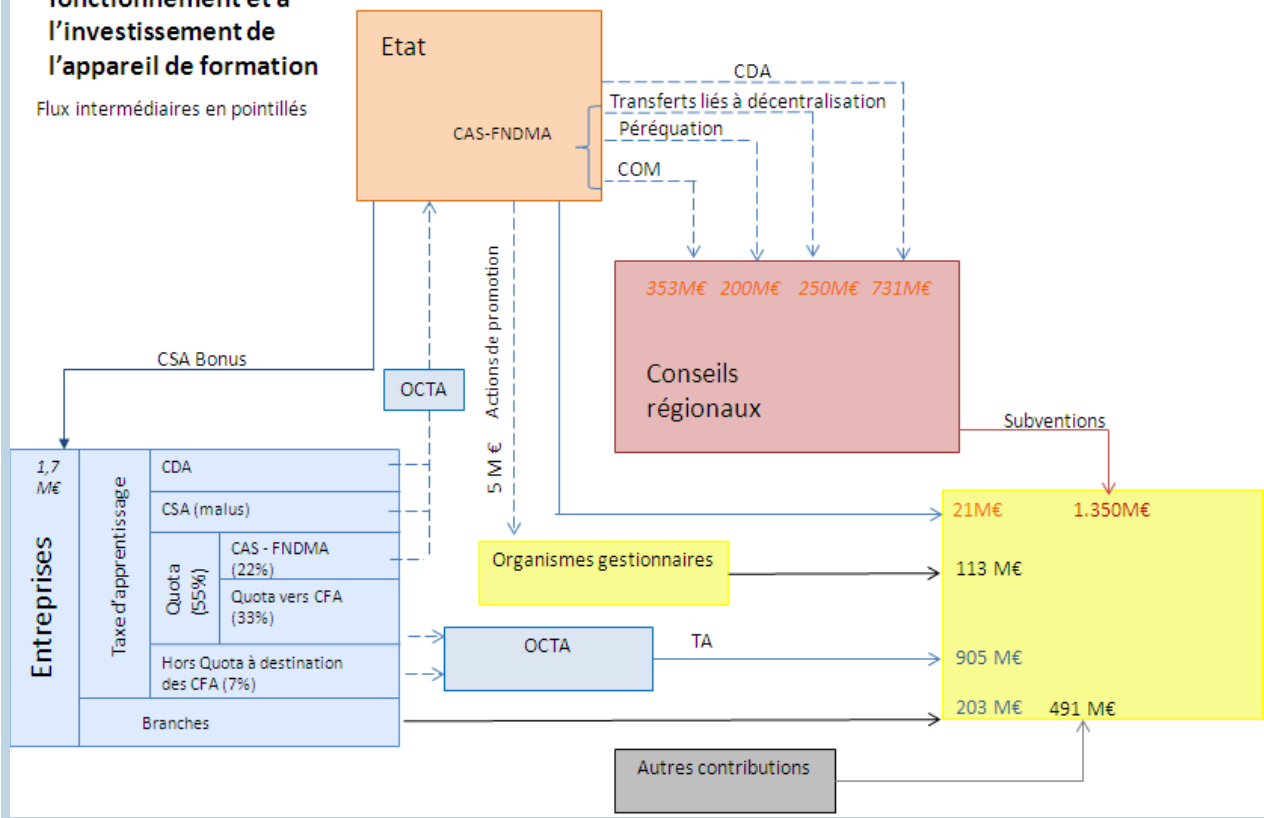 fonctionnement et à
l'investissement de
l'appareil de formation
Flux intermédiaires en pointillés
Etat
CAS-FNDMA
CDA
Transferts liés à décentralisation
Péréquation
COM
353M€ 200M€ 250M€ 731M€
Conseils
régionaux
Subventions
CSA Bonus
OCTA
5 M € Actions de promotion
1,7
M€
Entreprises
Taxe d'apprentissage
CDA
CSA (malus)
Quota
(55%)
CAS - FNDMA
(22%)
Quota vers CFA
(33%)
Hors Quota à destination
des CFA (7%)
Branches
Organismes gestionnaires
OCTA
TA
21M€ 1.350M€
113 M€
905 M€
203 M€ 491 M€
Autres contributions